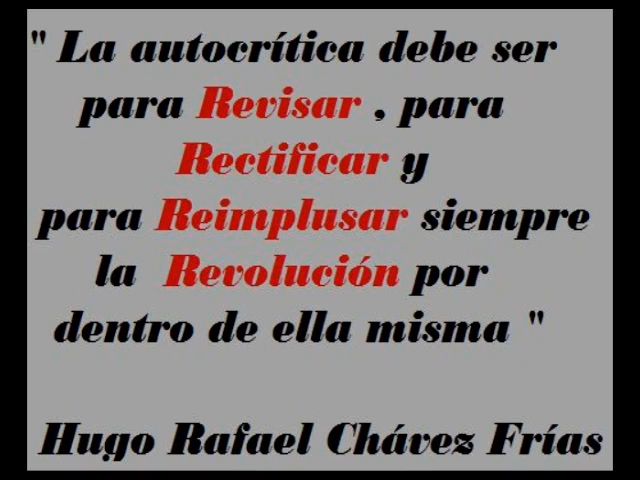 " La autocrítica debe ser
para Revisar , para
Rectificar y
para Reimplusar siempre
la Revolución por
dentro de ella misma "
Hugo Rafael Chávez Frías